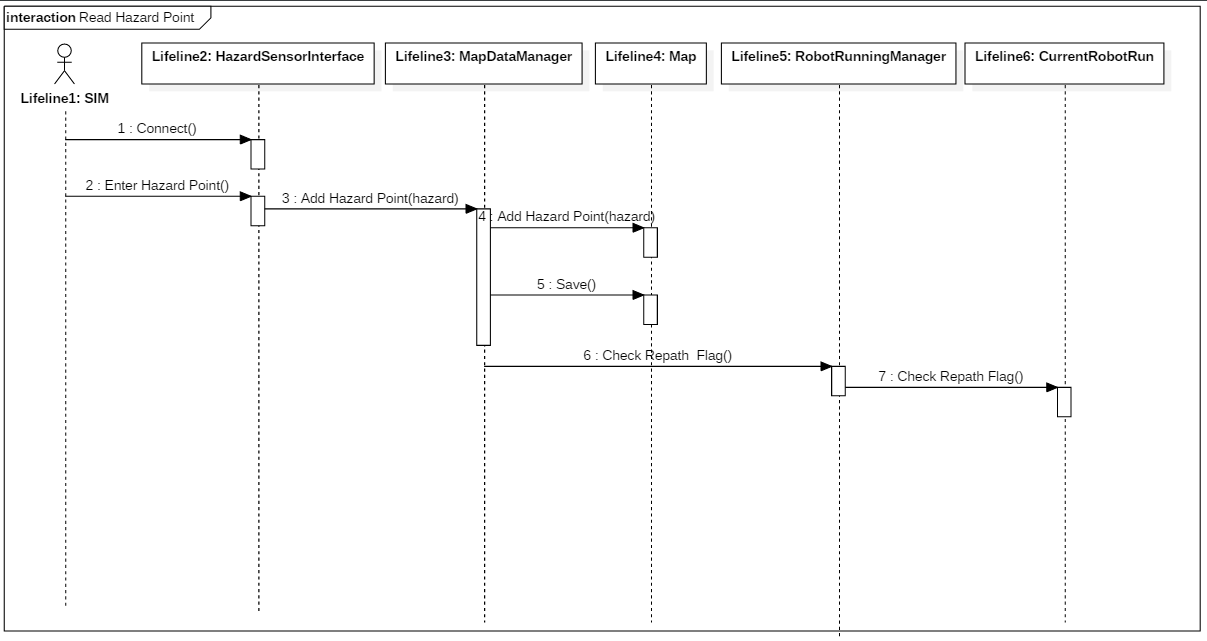 interaction Read Hazard Point
Lifeline1: SIM
Lifeline2: HazardSensorInterface
Lifeline3: MapDataManager
Lifeline4: Map
Lifeline5: RobotRunningManager
Lifeline6: CurrentRobotRun
1 : Connect()
2 : Enter Hazard Point()
3 : Add Hazard Point(hazard)
4 : Add Hazard Point(hazard)
5 : Save()
6 : Check Repath  Flag()
7 : Check Repath Flag()